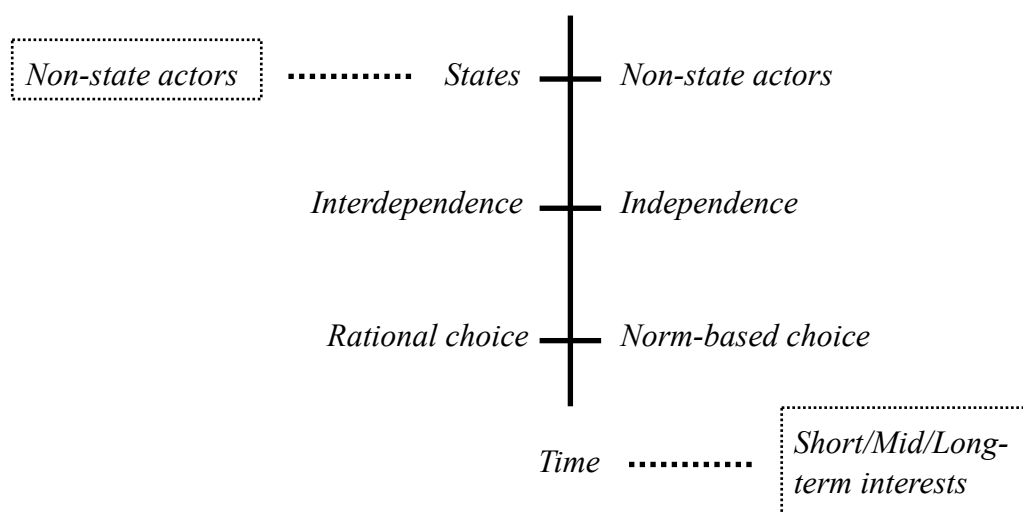 Non-state actors
States
Non-state actors
Interdependence
Independence
Rational choice
Norm-based choice
Time
Short/Mid/Long-
term interests